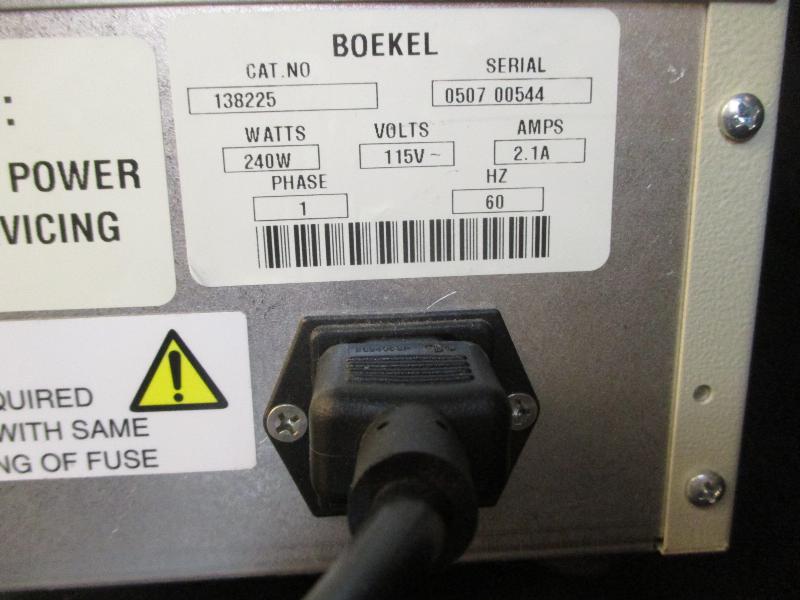 :
POWER
VICING
BOEKEL
CAT.NO SERIAL
138225 0507 00544
WATTS VOLTS AMPS
240W 115V~ 2.1A
PHASE HZ
1 60
QUIRED
WITH SAME
NG OF FUSE